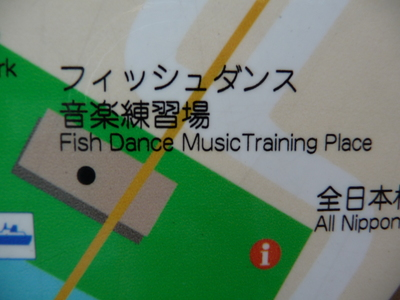 rk
フィッシュダンス
音楽練習場
Fish Dance MusicTraining Place
全日本
All Nippon
i